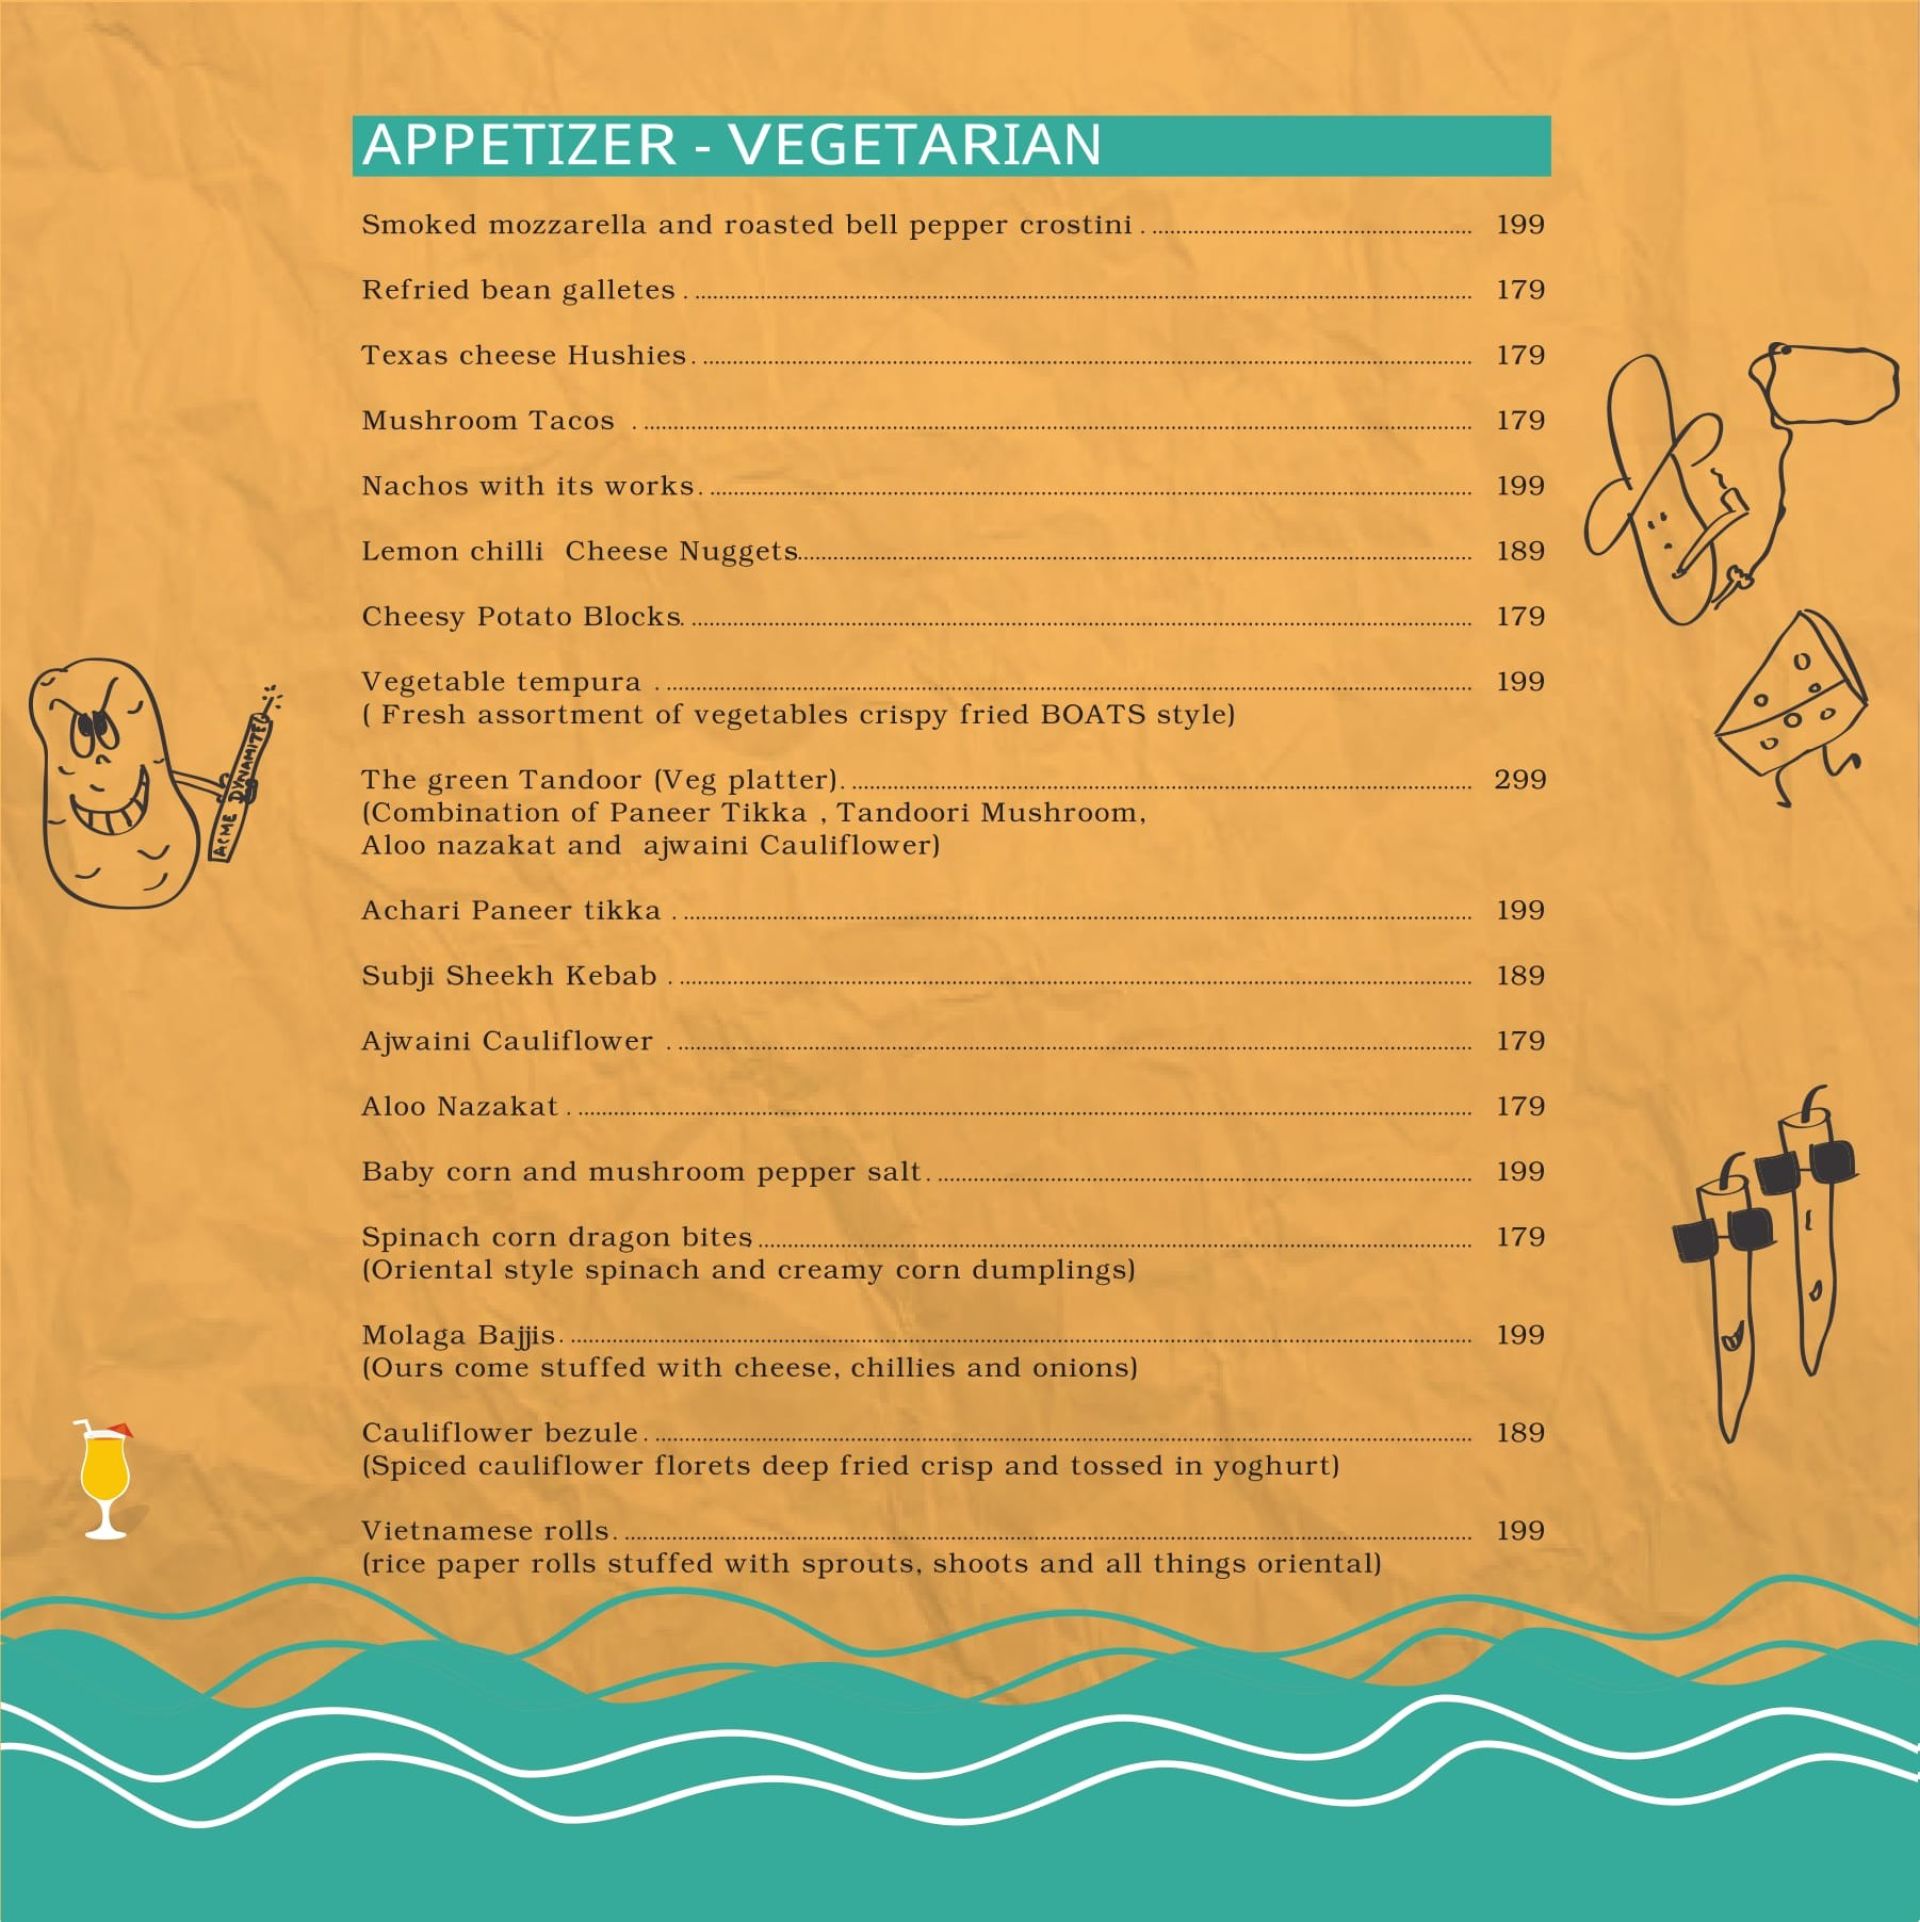 APPETIZER - VEGETARIAN
Smoked mozzarella and roasted bell pepper crostini 199
Refried bean galletes 179
Texas cheese Hushies 179
Mushroom Tacos 179
Nachos with its works 199
Lemon chilli Cheese Nuggets 189
Cheesy Potato Blocks 179
Vegetable tempura 199
( Fresh assortment of vegetables crispy fried BOATS style)
The green Tandoor (Veg platter) 299
(Combination of Paneer Tikka , Tandoori Mushroom,
Aloo nazakat and ajwaini Cauliflower)
ACME DYNAMITE
Achari Paneer tikka 199
Subji Sheekh Kebab 189
Ajwaini Cauliflower 179
Aloo Nazakat 179
Baby corn and mushroom pepper salt 199
Spinach corn dragon bites 179
(Oriental style spinach and creamy corn dumplings)
Molaga Bajjis 199
(Ours come stuffed with cheese, chillies and onions)
Cauliflower bezule 189
(Spiced cauliflower florets deep fried crisp and tossed in yoghurt)
Vietnamese rolls 199
(rice paper rolls stuffed with sprouts, shoots and all things oriental)